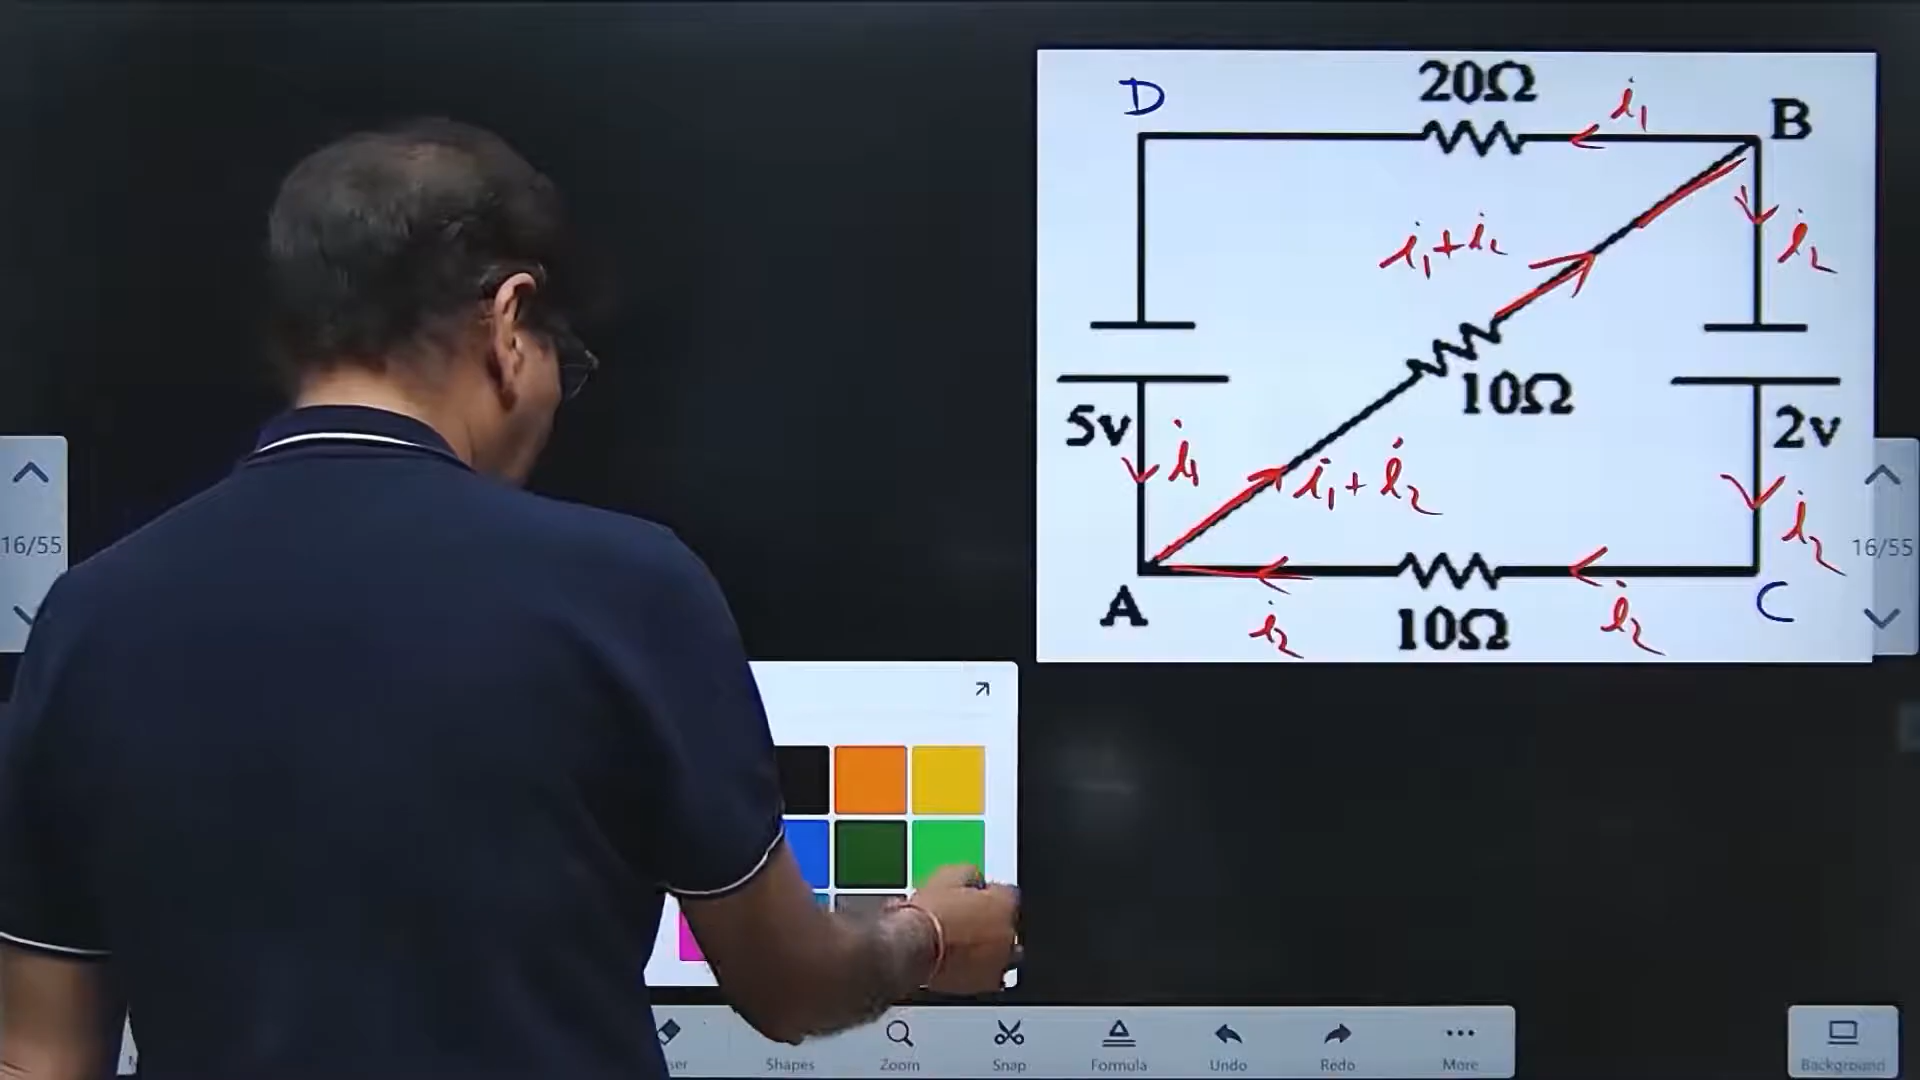 D
20Ω
i₁
B
i₁+i₂
i₂
10Ω
5v
2v
i₁
i₁+i₂
i₂
A
i₂
10Ω
i₂
C
16/55
16/55
Shapes
Zoom
Snap
Formula
Undo
Redo
More
Background